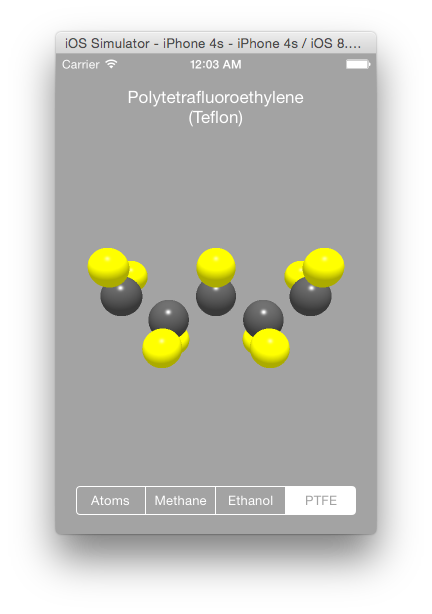 iOS Simulator - iPhone 4s - iPhone 4s / iOS 8....
Carrier 12:03 AM
Polytetrafluoroethylene
(Teflon)
Atoms Methane Ethanol PTFE